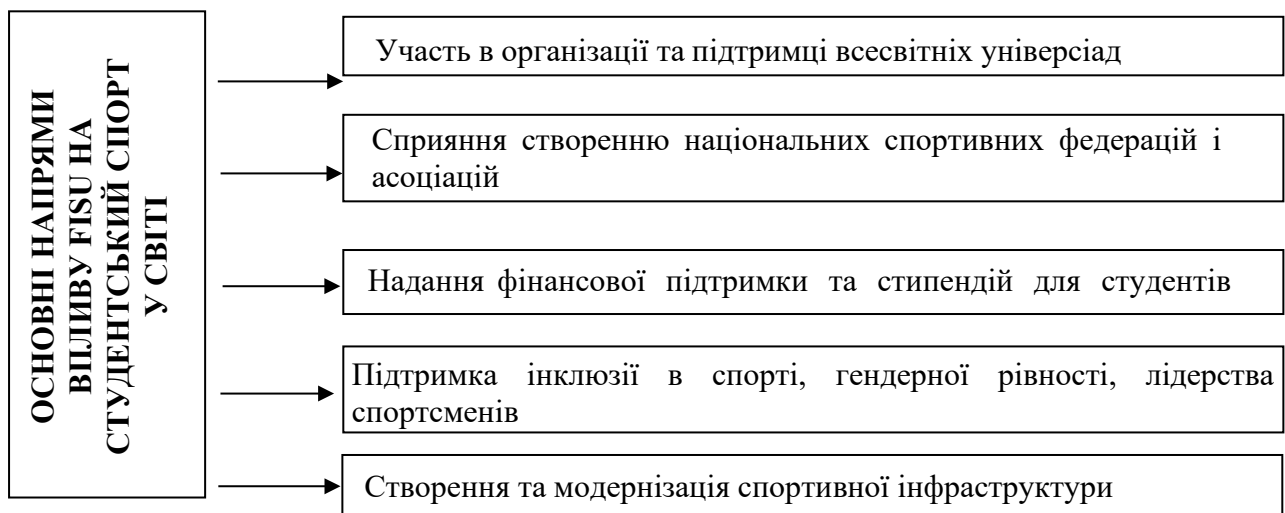 ОСНОВНІ НАПРЯМИ
ВПЛИВУ FISU НА
СТУДЕНТСЬКИЙ СПОРТ
У СВІТІ
Участь в організації та підтримці всесвітніх універсіад
Сприяння створенню національних спортивних федерацій і
асоціацій
Надання фінансової підтримки та стипендій для студентів
Підтримка інклюзії в спорті, гендерної рівності, лідерства
спортсменів
Створення та модернізація спортивної інфраструктури